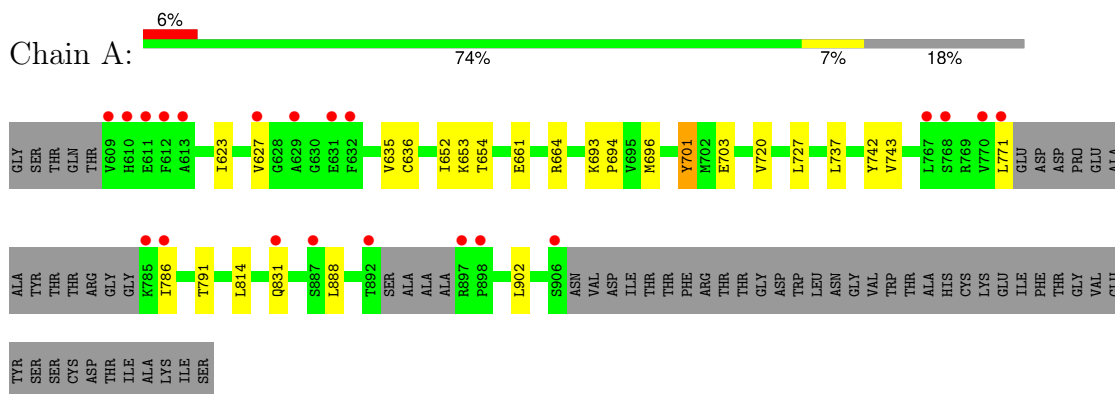 6%
Chain A:
74% 7% 18%
GLY SER THR GLN THR V609 H610 E611 F612 A613 I623 V627 G628 A629 G630 E631 F632 V635 C636 I652 K653 T654 E661 R664 K693 P694 V695 M696 Y701 M702 E703 V720 L727 L737 Y742 V743 L767 S768 R769 V770 L771 GLU ASP ASP PRO GLU ALA
ALA TYR THR THR ARG GLY GLY K785 I786 T791 L814 Q831 S887 L888 T892 SER ALA ALA ALA R897 P898 L902 S906 ASN VAL ASP ILE THR THR PHE ARG THR THR GLY ASP TRP LEU ASN GLY VAL TRP THR ALA HIS CYS LYS GLU ILE PHE THR GLY VAL GLU
TYR SER SER CYS ASP THR ILE ALA LYS ILE SER